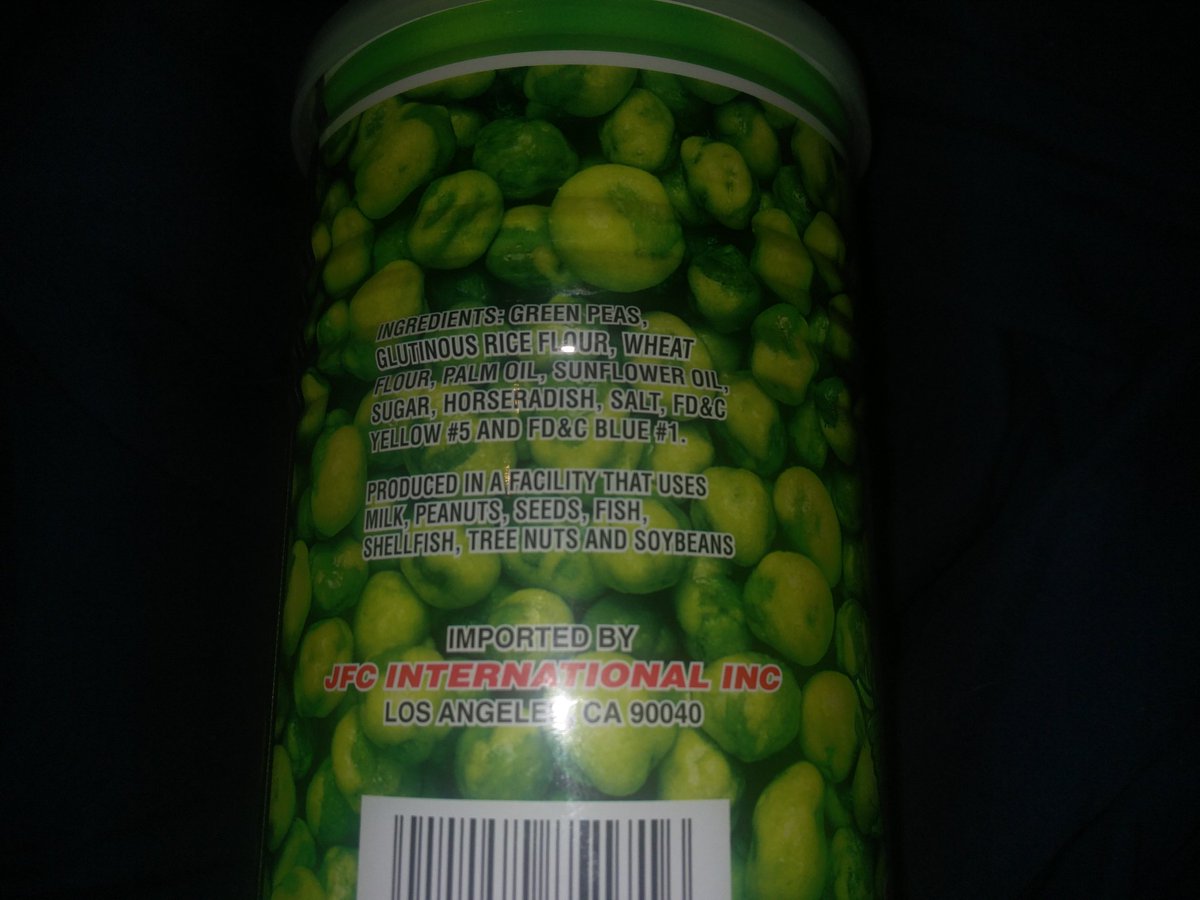 INGREDIENTS: GREEN PEAS,
GLUTINOUS RICE FLOUR, WHEAT
FLOUR, PALM OIL, SUNFLOWER OIL,
SUGAR, HORSERADISH, SALT, FD&C
YELLOW #5 AND FD&C BLUE #1.
PRODUCED IN A FACILITY THAT USES
MILK, PEANUTS, SEEDS, FISH,
SHELLFISH, TREE NUTS AND SOYBEANS
IMPORTED BY
JFC INTERNATIONAL INC
LOS ANGELES, CA 90040